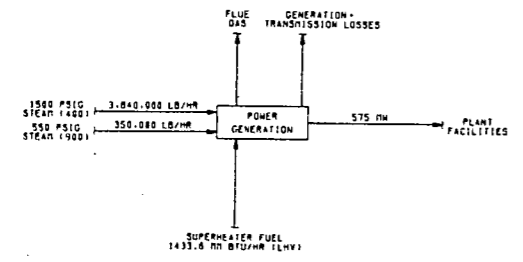 FLUE
GAS
GENERATION+
TRANSMISSION LOSSES
1500 PSIG
STEAM (400)
3,840,000 LB/HR
550 PSIG
STEAM (900)
350,080 LB/HR
POWER
GENERATION
575 MW
PLANT
FACILITIES
SUPERHEATER FUEL
1433.6 MM BTU/HR (LHV)